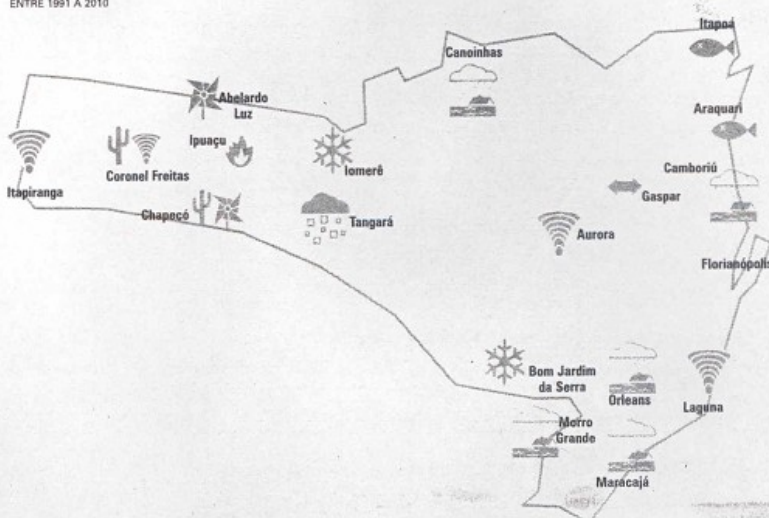 ENTRE 1991 A 2010
Itapoá
Canoinhas
Abelardo
Luz
Araquari
Ipuaçu
Iomerê
Camboriú
Coronel Freitas
Itapiranga
Gaspar
Chapecó
Tangará
Aurora
Florianópolis
Bom Jardim
da Serra
Orleans
Laguna
Morro
Grande
Maracajá